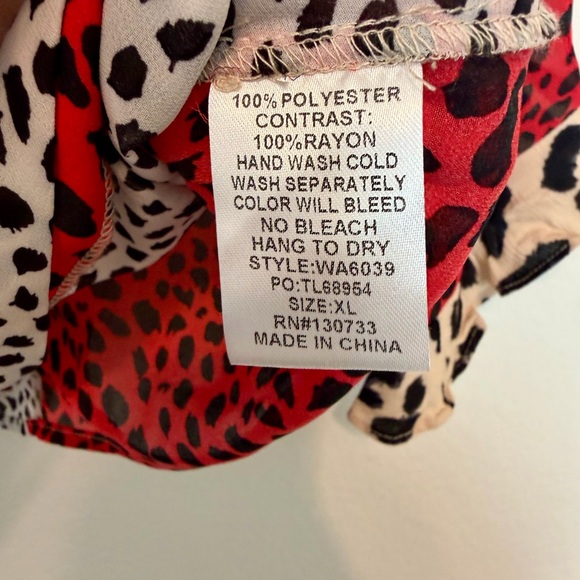 100% POLYESTER
CONTRAST:
100%RAYON
HAND WASH COLD
WASH SEPARATELY
COLOR WILL BLEED
NO BLEACH
HANG TO DRY
STYLE:WA6039
PO:TL68954
SIZE:XL
RN#130733
MADE IN CHINA